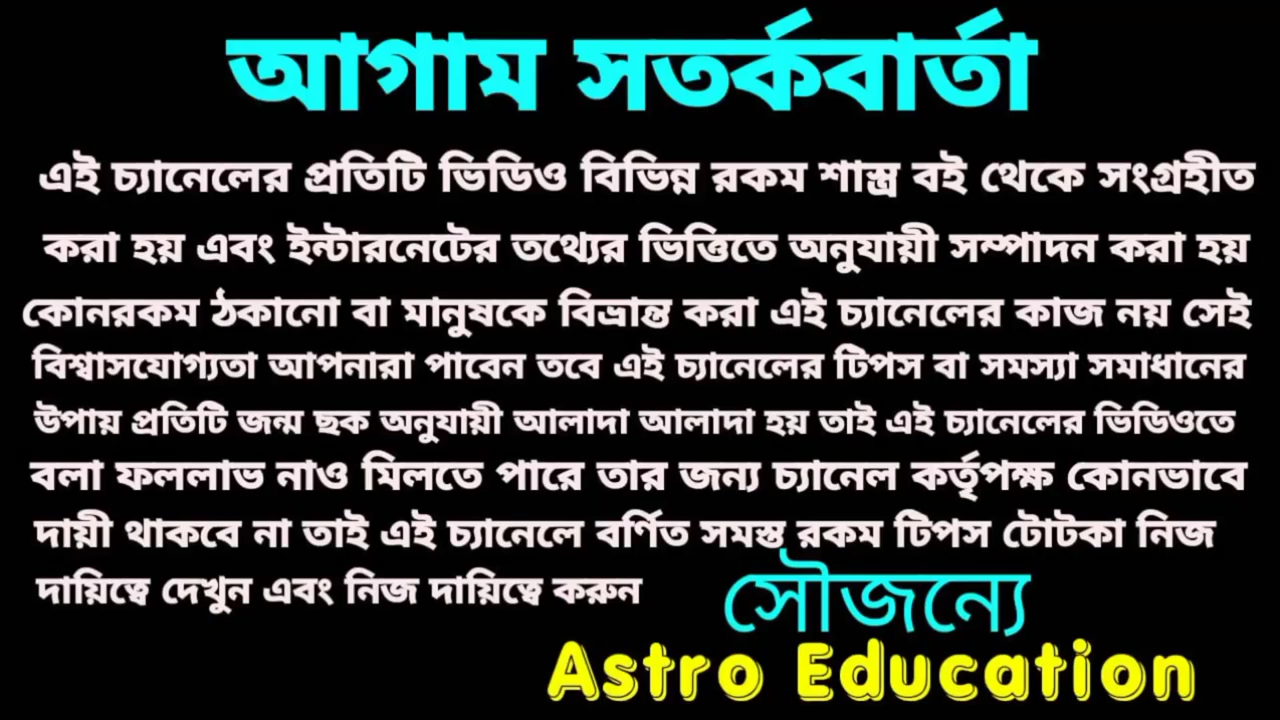 আগাম সতর্কবার্তা
এই চ্যানেলের প্রতিটি ভিডিও বিভিন্ন রকম শাস্ত্র বই থেকে সংগ্রহীত
করা হয় এবং ইন্টারনেটের তথ্যের ভিত্তিতে অনুযায়ী সম্পাদন করা হয়
কোনরকম ঠকানো বা মানুষকে বিভ্রান্ত করা এই চ্যানেলের কাজ নয় সেই
বিশ্বাসযোগ্যতা আপনারা পাবেন তবে এই চ্যানেলের টিপস বা সমস্যা সমাধানের
উপায় প্রতিটি জন্ম ছক অনুযায়ী আলাদা আলাদা হয় তাই এই চ্যানেলের ভিডিওতে
বলা ফললাভ নাও মিলতে পারে তার জন্য চ্যানেল কর্তৃপক্ষ কোনভাবে
দায়ী থাকবে না তাই এই চ্যানেলে বর্ণিত সমস্ত রকম টিপস টোটকা নিজ
দায়িত্বে দেখুন এবং নিজ দায়িত্বে করুন
সৌজন্যে
Astro Education